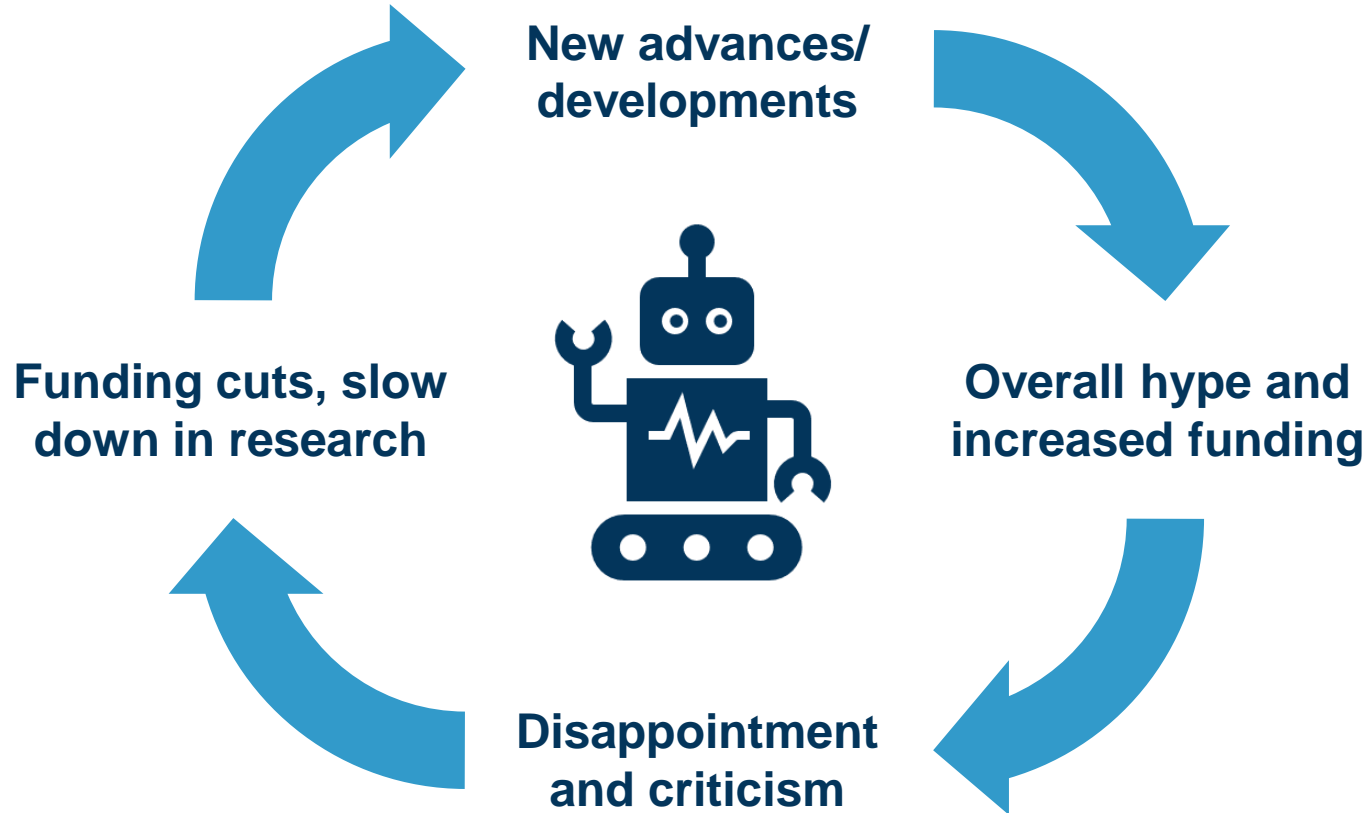 New advances/
developments
Overall hype and
increased funding
Disappointment
and criticism
Funding cuts, slow
down in research